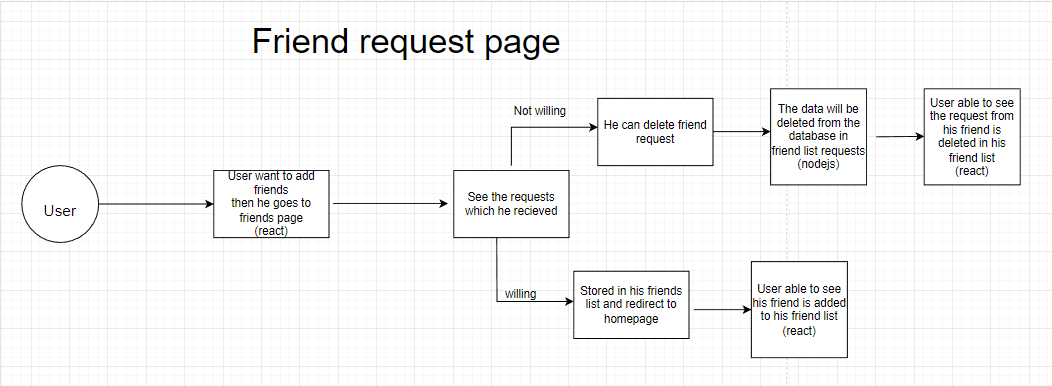 Friend request page
User
User want to add
friends
then he goes to
friends page
(react)
See the requests
which he recieved
Not willing
He can delete friend
request
The data will be
deleted from the
database in
friend list requests
(nodejs)
User able to see
the request from
his friend is
deleted in his
friend list
(react)
willing
Stored in his friends
list and redirect to
homepage
User able to see
his friend is added
to his friend list
(react)